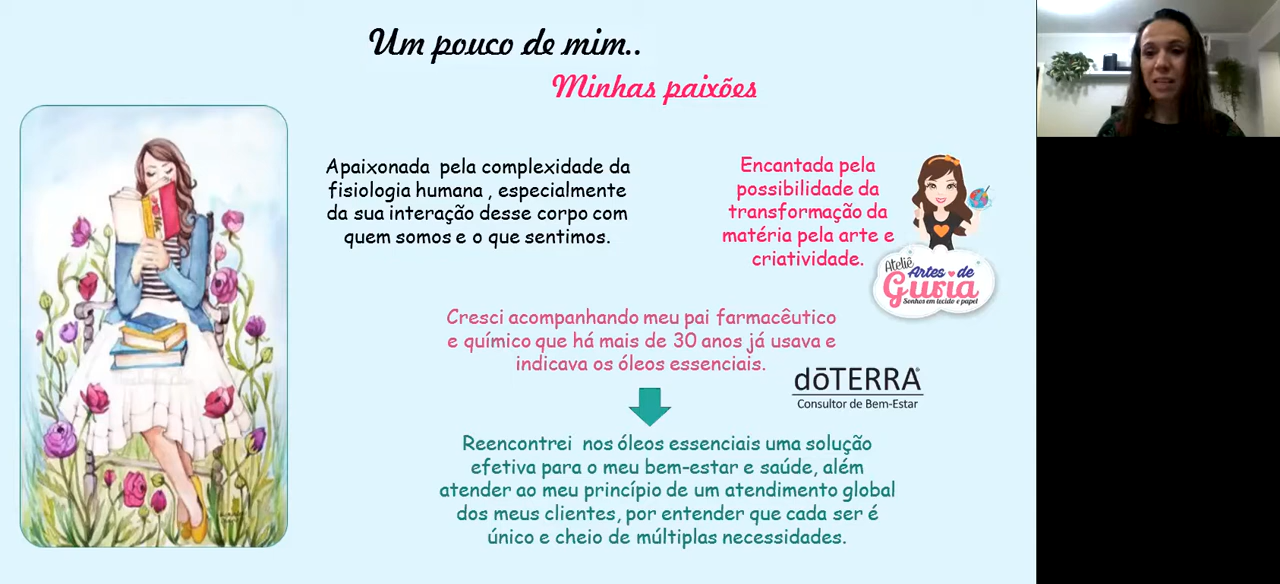 Um pouco de mim..
Minhas paixões
Apaixonada pela complexidade da
fisiologia humana , especialmente
da sua interação desse corpo com
quem somos e o que sentimos.
Encantada pela
possibilidade da
transformação da
matéria pela arte e
criatividade.
Ateliê
Artes de
Guria
Sonhos em tecido e papel
Cresci acompanhando meu pai farmacêutico
e químico que há mais de 30 anos já usava e
indicava os óleos essenciais.
dōTERRA®
Consultor de Bem-Estar
Reencontrei nos óleos essenciais uma solução
efetiva para o meu bem-estar e saúde, além
atender ao meu princípio de um atendimento global
dos meus clientes, por entender que cada ser é
único e cheio de múltiplas necessidades.